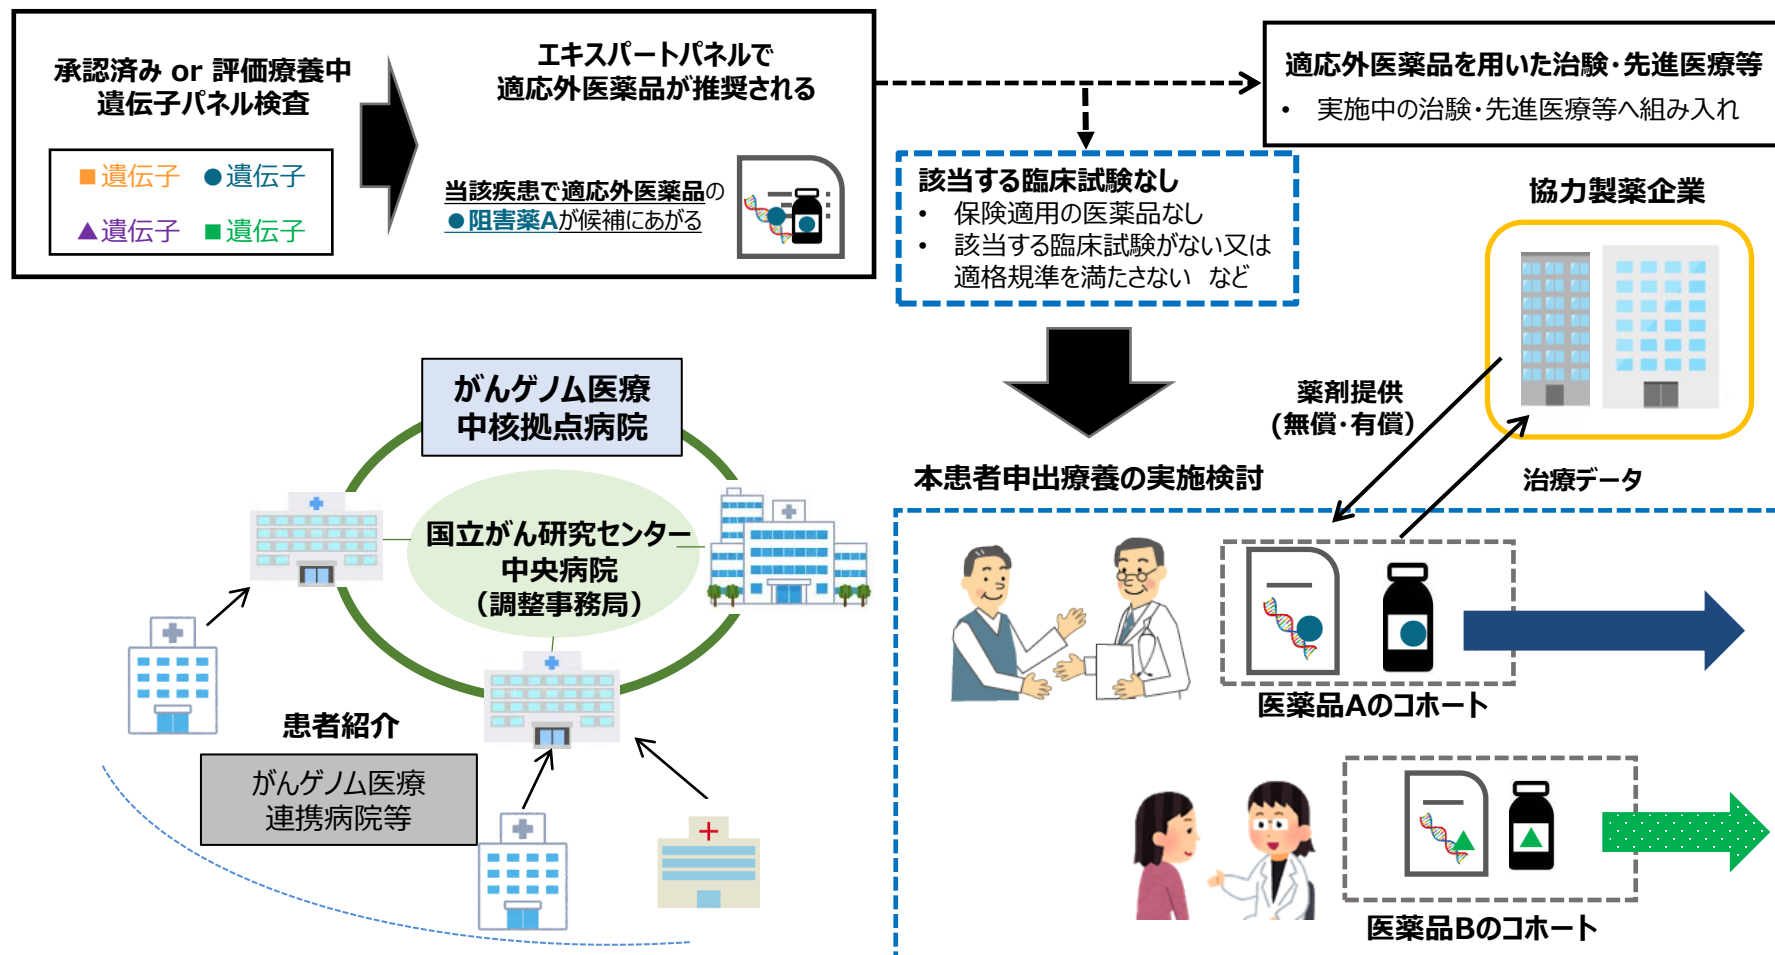 承認済み or 評価療養中
遺伝子パネル検査
■遺伝子 ●遺伝子
▲遺伝子 ■遺伝子
エキスパートパネルで
適応外医薬品が推奨される
当該疾患で適応外医薬品の
●阻害薬Aが候補にあがる
適応外医薬品を用いた治験・先進医療等
• 実施中の治験・先進医療等へ組み入れ
該当する臨床試験なし
• 保険適用の医薬品なし
• 該当する臨床試験がない又は
適格規準を満たさない など
協力製薬企業
薬剤提供
(無償・有償)
治療データ
本患者申出療養の実施検討
がんゲノム医療
中核拠点病院
国立がん研究センター
中央病院
（調整事務局）
患者紹介
がんゲノム医療
連携病院等
医薬品Aのコホート
医薬品Bのコホート